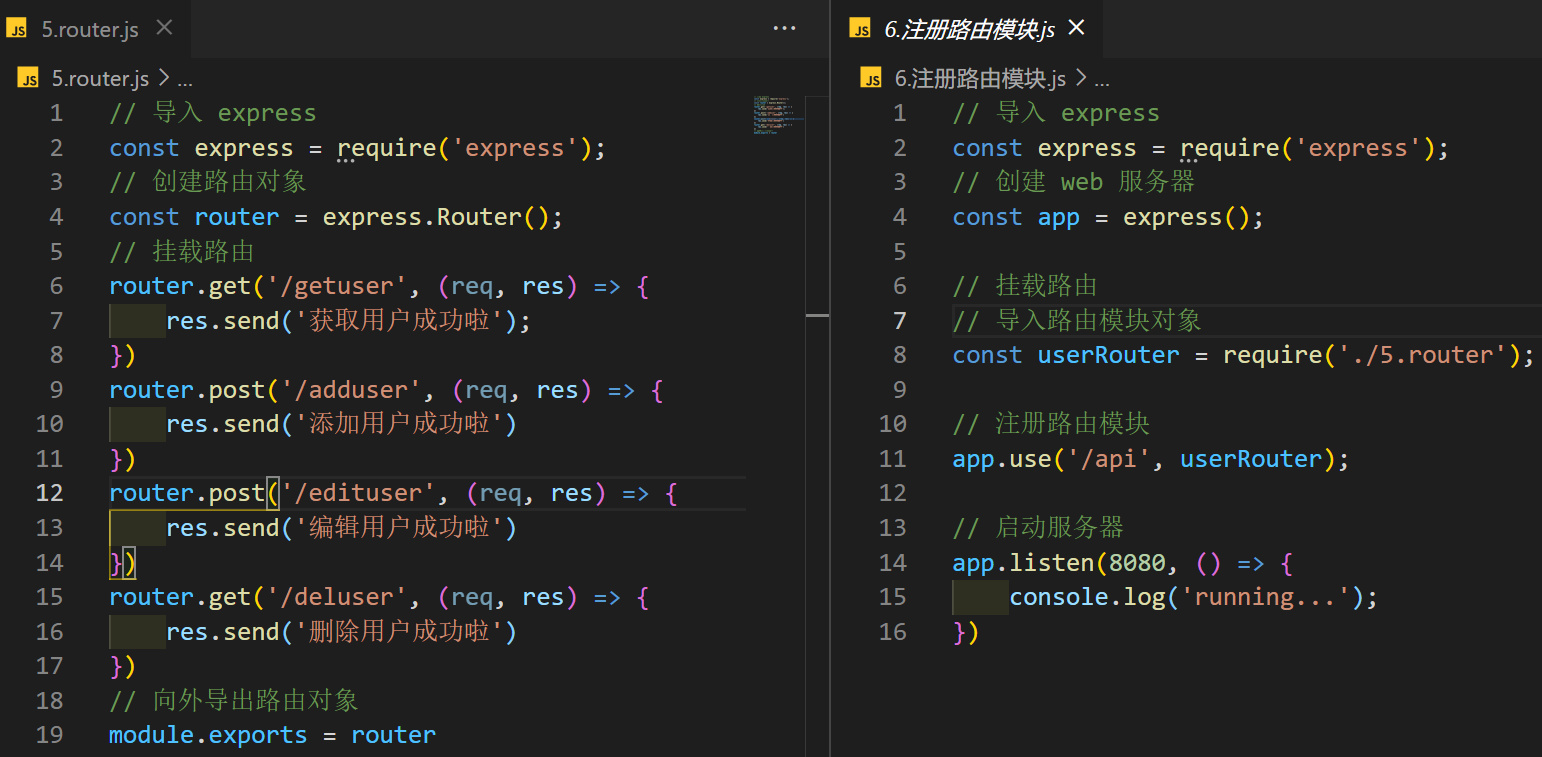 JS 5.router.js ×
...
JS 5.router.js > ...
1 // 导入 express
2 const express = require('express');
3 // 创建路由对象
4 const router = express.Router();
5 // 挂载路由
6 router.get('/getuser', (req, res) => {
7     res.send('获取用户成功啦');
8 })
9 router.post('/adduser', (req, res) => {
10     res.send('添加用户成功啦')
11 })
12 router.post('/edituser', (req, res) => {
13     res.send('编辑用户成功啦')
14 })
15 router.get('/deluser', (req, res) => {
16     res.send('删除用户成功啦')
17 })
18 // 向外导出路由对象
19 module.exports = router
JS 6.注册路由模块.js ×
JS 6.注册路由模块.js > ...
1 // 导入 express
2 const express = require('express');
3 // 创建 web 服务器
4 const app = express();
5
6 // 挂载路由
7 // 导入路由模块对象
8 const userRouter = require('./5.router');
9
10 // 注册路由模块
11 app.use('/api', userRouter);
12
13 // 启动服务器
14 app.listen(8080, () => {
15     console.log('running...');
16 })